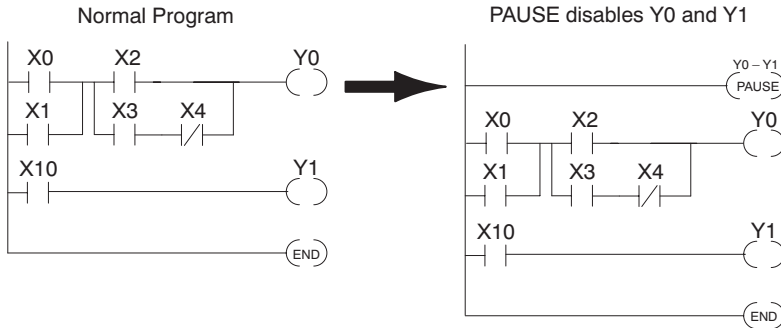 Normal Program
X0 X2 Y0
X1 X3 X4
X10 Y1
END
PAUSE disables Y0 and Y1
Y0 – Y1
PAUSE
X0 X2 Y0
X1 X3 X4
X10 Y1
END